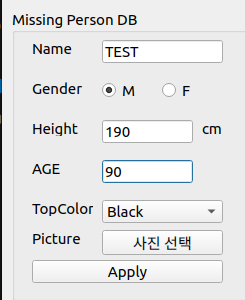 Missing Person DB
Name TEST
Gender M F
Height 190 cm
AGE 90
TopColor Black
Picture 사진 선택
Apply